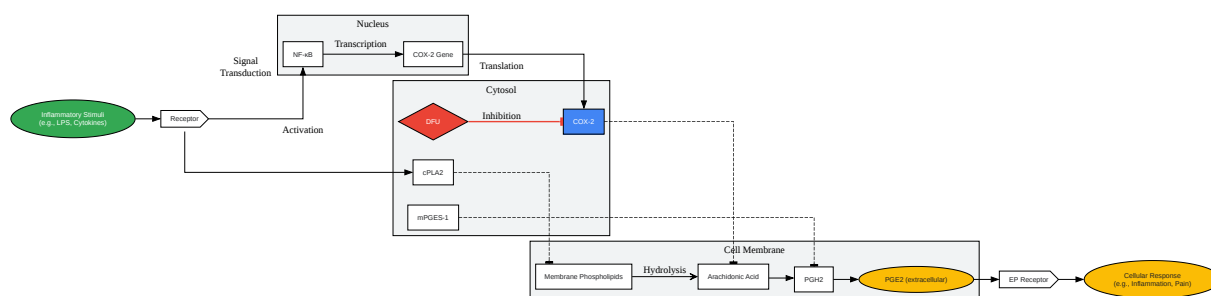 Nucleus
NF-κB
Transcription
COX-2 Gene
Signal
Transduction
Translation
Cytosol
Inflammatory Stimuli
(e.g., LPS, Cytokines)
Receptor
Activation
DFU
Inhibition
COX-2
cPLA2
mPGES-1
Cell Membrane
Membrane Phospholipids
Hydrolysis
Arachidonic Acid
PGH2
PGE2 (extracellular)
EP Receptor
Cellular Response
(e.g., Inflammation, Pain)